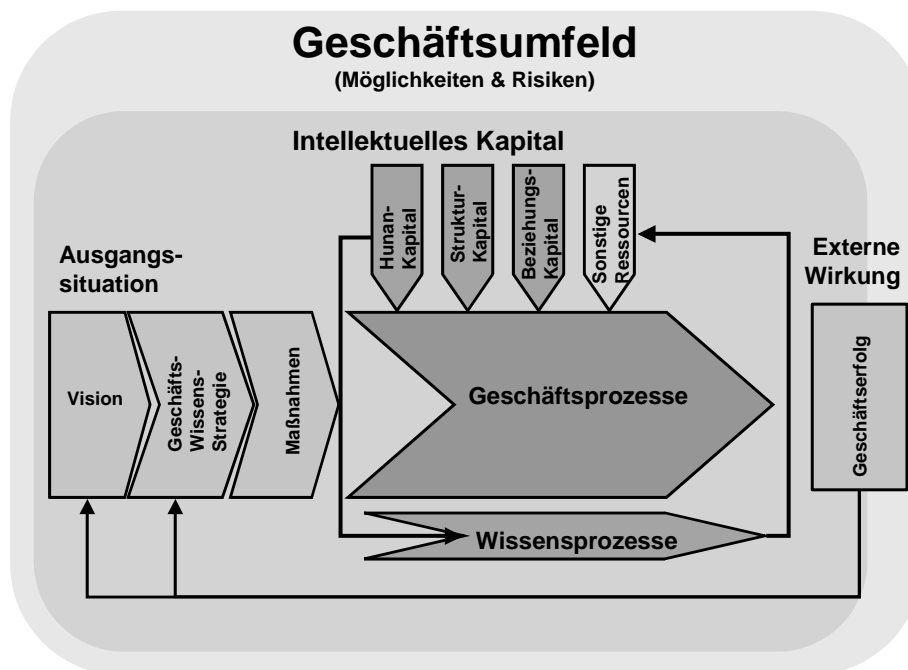 Geschäftsumfeld
(Möglichkeiten & Risiken)
Intellektuelles Kapital
Hunan-
Kapital
Struktur-
Kapital
Beziehungs-
Kapital
Sonstige
Ressourcen
Ausgangs-
situation
Externe
Wirkung
Vision
Geschäfts-
Wissens-
Strategie
Maßnahmen
Geschäftsprozesse
Geschäftserfolg
Wissensprozesse